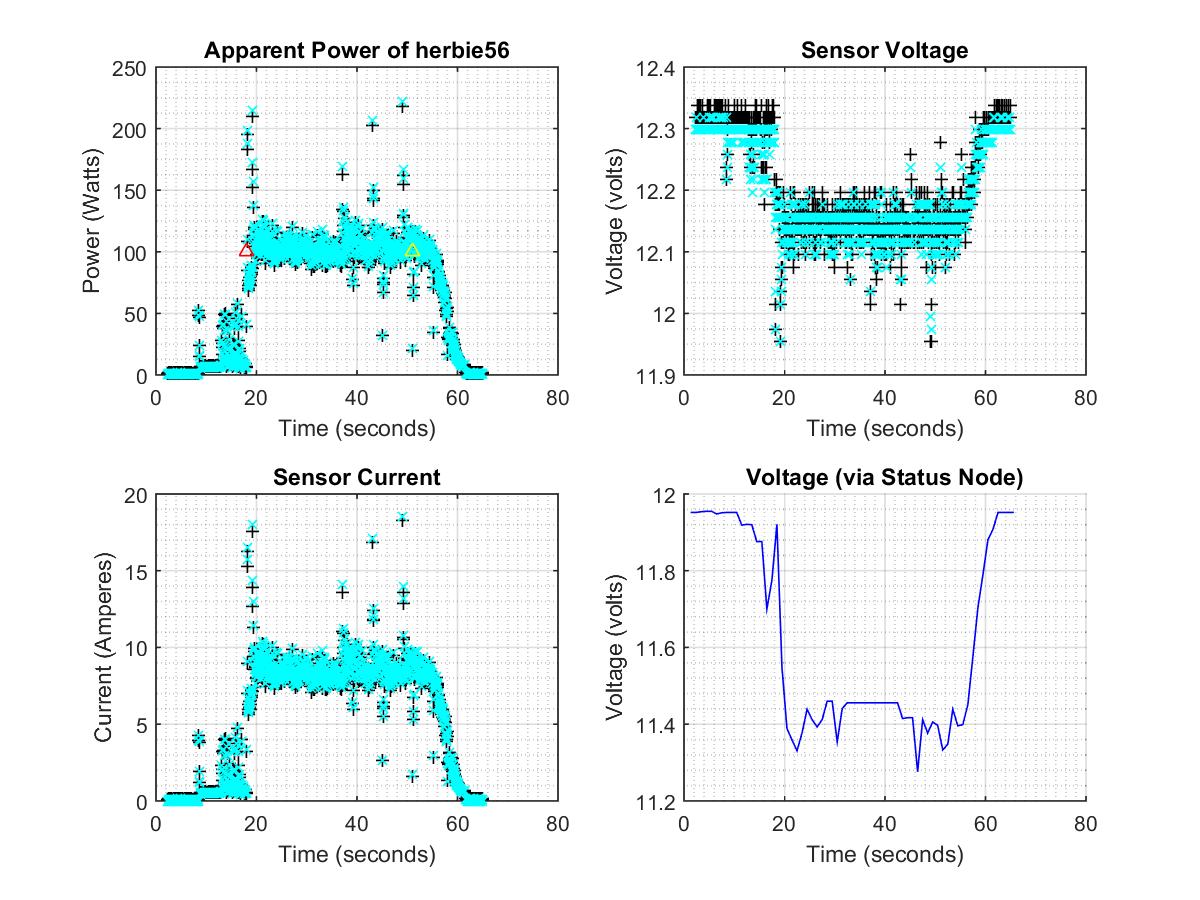 Apparent Power of herbie56
250
200
150
100
50
0
Power (Watts)
0 20 40 60 80
Time (seconds)
Sensor Voltage
12.4
12.3
12.2
12.1
12
11.9
Voltage (volts)
0 20 40 60 80
Time (seconds)
Sensor Current
20
15
10
5
0
Current (Amperes)
0 20 40 60 80
Time (seconds)
Voltage (via Status Node)
12
11.8
11.6
11.4
11.2
Voltage (volts)
0 20 40 60 80
Time (seconds)